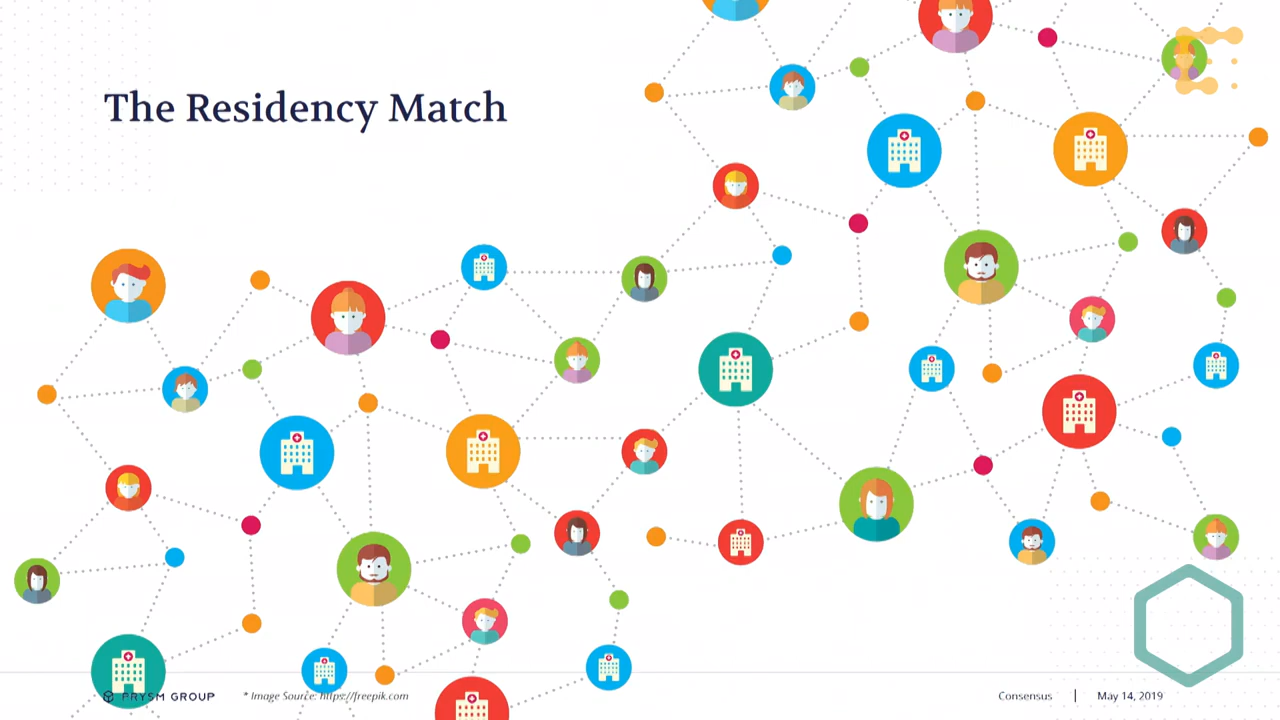 The Residency Match
PRYSM GROUP
* Image Source: https://freepik.com
Consensus | May 14, 2019